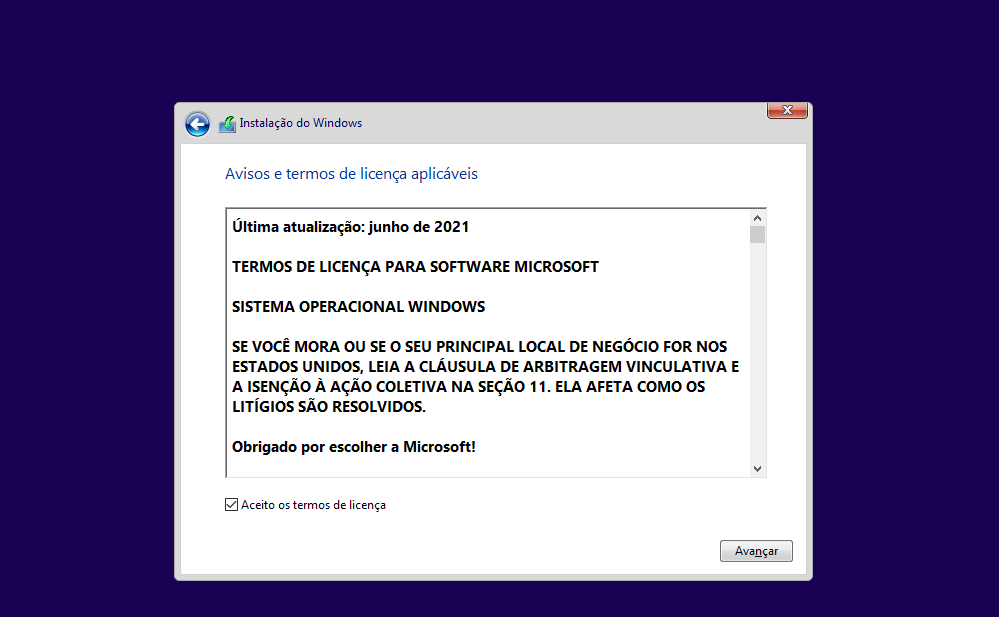 Instalação do Windows
Avisos e termos de licença aplicáveis
Última atualização: junho de 2021
TERMOS DE LICENÇA PARA SOFTWARE MICROSOFT
SISTEMA OPERACIONAL WINDOWS
SE VOCÊ MORA OU SE O SEU PRINCIPAL LOCAL DE NEGÓCIO FOR NOS
ESTADOS UNIDOS, LEIA A CLÁUSULA DE ARBITRAGEM VINCULATIVA E
A ISENÇÃO À AÇÃO COLETIVA NA SEÇÃO 11. ELA AFETA COMO OS
LITÍGIOS SÃO RESOLVIDOS.
Obrigado por escolher a Microsoft!
Aceito os termos de licença
Avançar